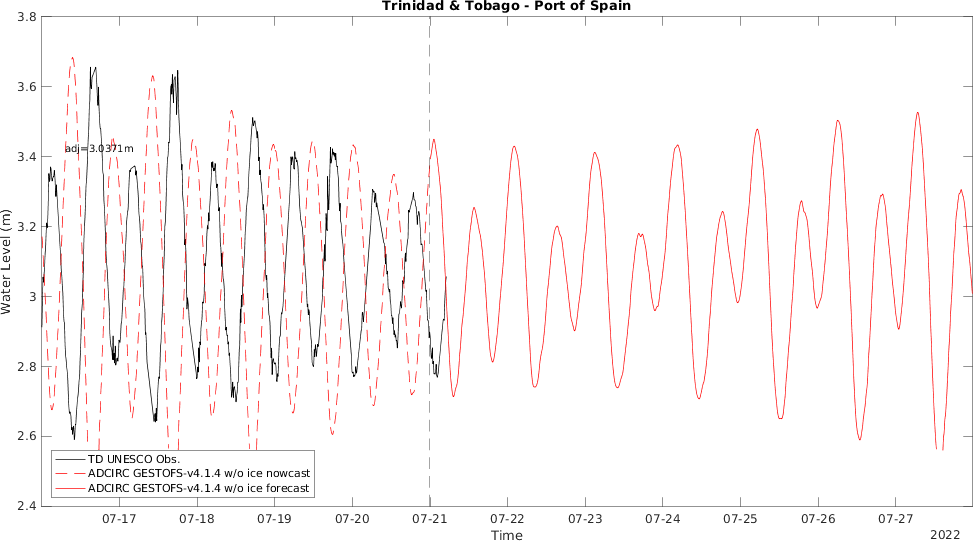 Trinidad & Tobago - Port of Spain
3.8
3.6
3.4
3.2
3
2.8
2.6
2.4
Water Level (m)
adj=3.0371m
TD UNESCO Obs.
ADCIRC GESTOFS-v4.1.4 w/o ice nowcast
ADCIRC GESTOFS-v4.1.4 w/o ice forecast
07-17 07-18 07-19 07-20 07-21 07-22 07-23 07-24 07-25 07-26 07-27
Time
2022